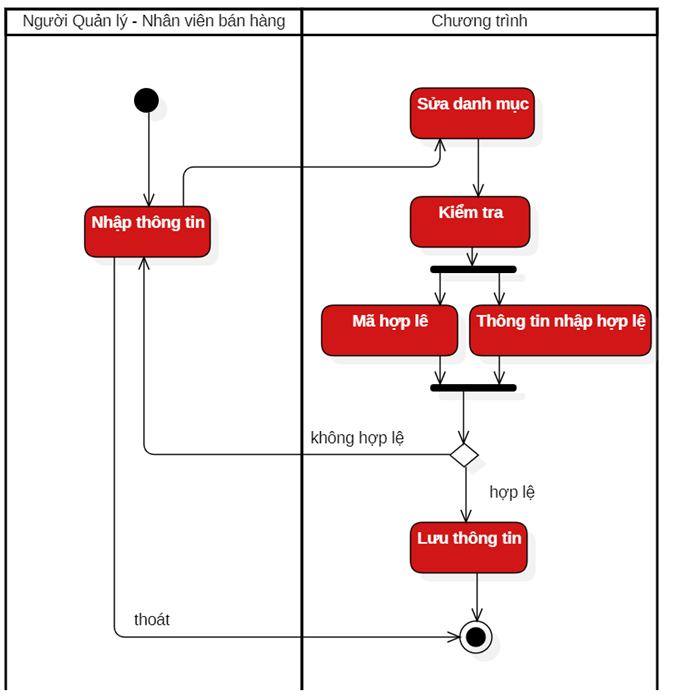 Người Quản lý - Nhân viên bán hàng
Chương trình
Sửa danh mục
Nhập thông tin
Kiểm tra
Mã hợp lê
Thông tin nhập hợp lệ
không hợp lệ
hợp lệ
Lưu thông tin
thoát